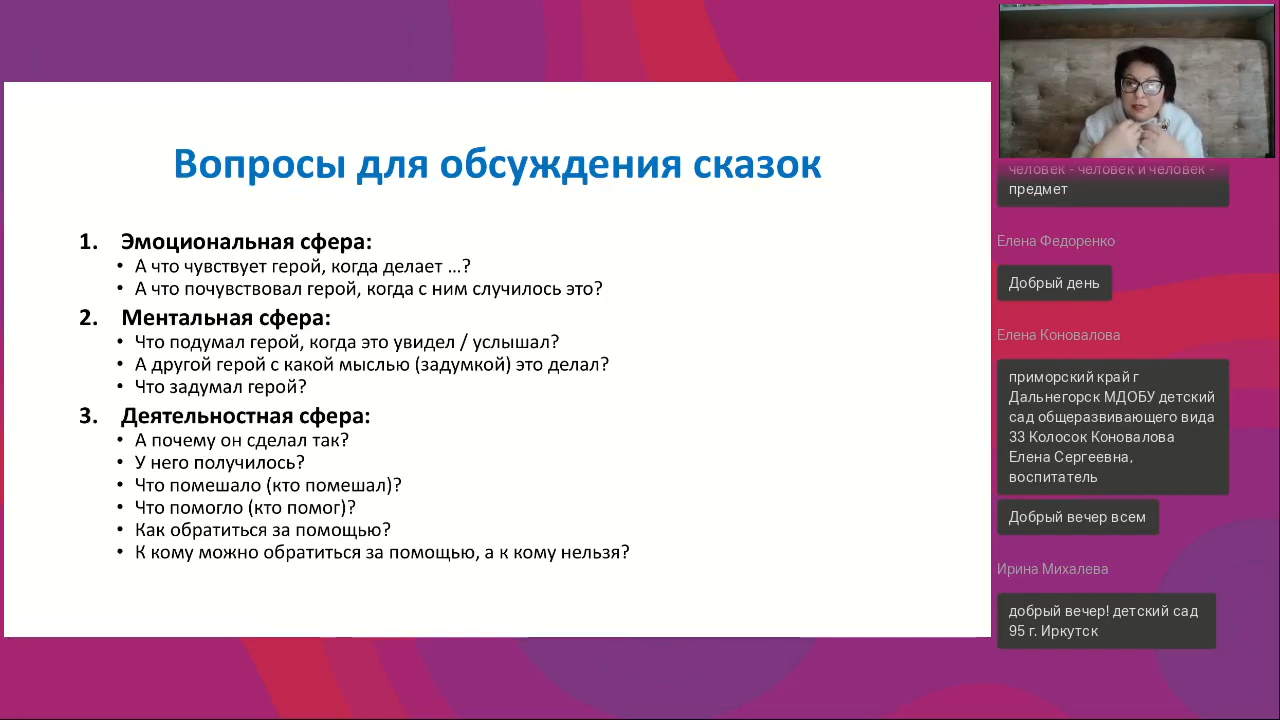 Вопросы для обсуждения сказок
1. Эмоциональная сфера:
• А что чувствует герой, когда делает ...?
• А что почувствовал герой, когда с ним случилось это?
2. Ментальная сфера:
• Что подумал герой, когда это увидел / услышал?
• А другой герой с какой мыслью (задумкой) это делал?
• Что задумал герой?
3. Деятельностная сфера:
• А почему он сделал так?
• У него получилось?
• Что помешало (кто помешал)?
• Что помогло (кто помог)?
• Как обратиться за помощью?
• К кому можно обратиться за помощью, а к кому нельзя?
человек - человек и человек -
предмет
Елена Федоренко
Добрый день
Елена Коновалова
приморский край г
Дальнегорск МДОБУ детский
сад общеразвивающего вида
33 Колосок Коновалова
Елена Сергеевна,
воспитатель
Добрый вечер всем
Ирина Михалева
добрый вечер! детский сад
95 г. Иркутск